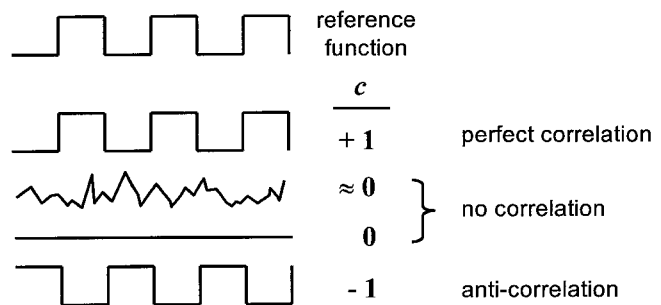 reference
function
c
+ 1 perfect correlation
≈ 0
no correlation
0
- 1 anti-correlation